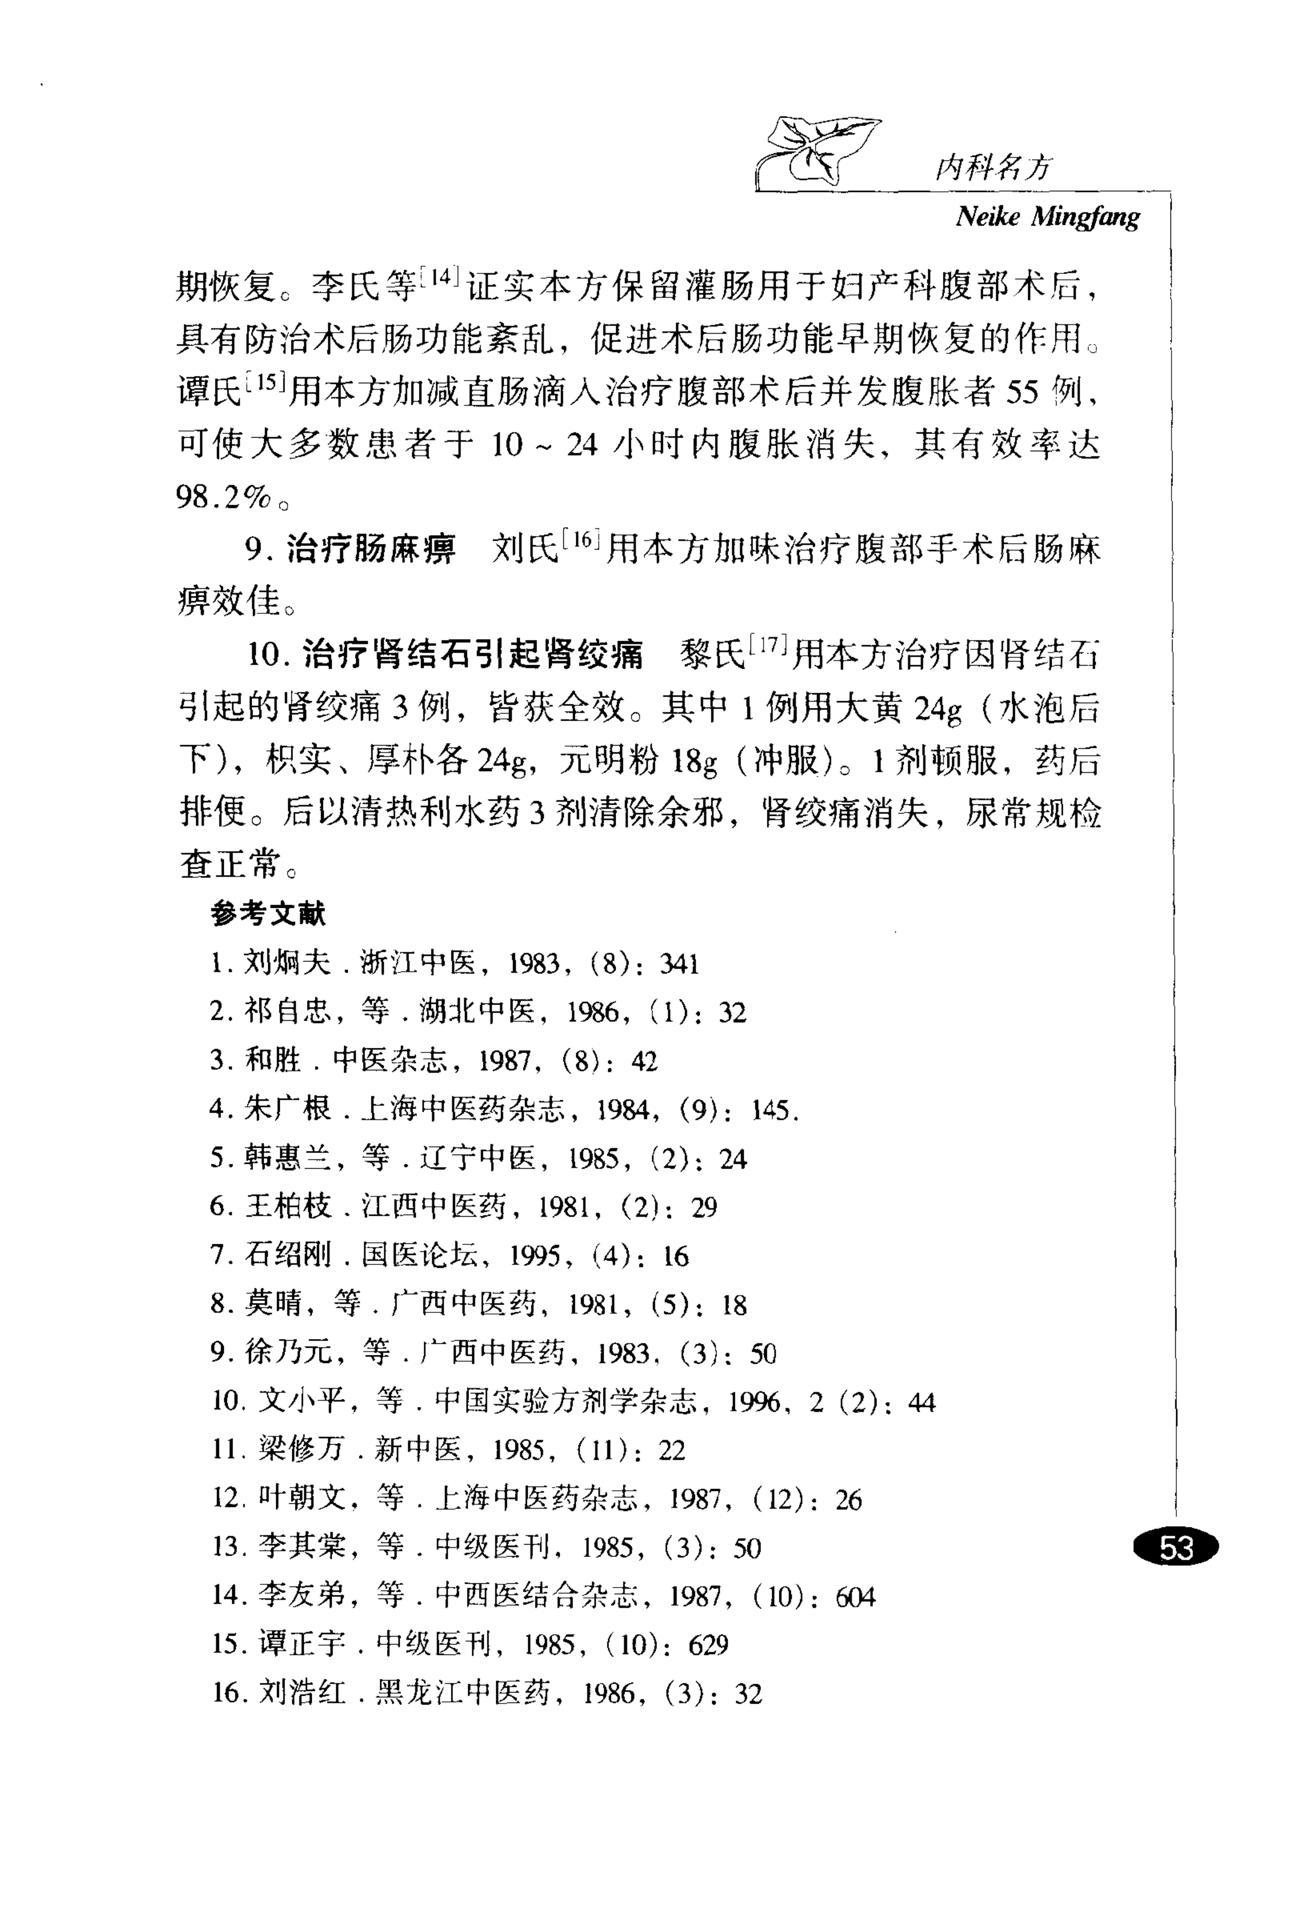 内科名方
Neike Mingfang
期恢复。李氏等[14]证实本方保留灌肠用于妇产科腹部术后，
具有防治术后肠功能紊乱，促进术后肠功能早期恢复的作用。
谭氏[15]用本方加减直肠滴入治疗腹部术后并发腹胀者 55 例，
可使大多数患者于 10 ~ 24 小时内腹胀消失，其有效率达
98.2%。
9. 治疗肠麻痹 刘氏[16]用本方加味治疗腹部手术后肠麻
痹效佳。
10. 治疗肾结石引起肾绞痛 黎氏[17]用本方治疗因肾结石
引起的肾绞痛 3 例，皆获全效。其中 1 例用大黄 24g（水泡后
下），枳实、厚朴各 24g，元明粉 18g（冲服）。1 剂顿服，药后
排便。后以清热利水药 3 剂清除余邪，肾绞痛消失，尿常规检
查正常。
参考文献
1. 刘炯夫．浙江中医，1983，（8）：341
2. 祁自忠，等．湖北中医，1986，（1）：32
3. 和胜．中医杂志，1987，（8）：42
4. 朱广根．上海中医药杂志，1984，（9）：145.
5. 韩惠兰，等．辽宁中医，1985，（2）：24
6. 王柏枝．江西中医药，1981，（2）：29
7. 石绍刚．国医论坛，1995，（4）：16
8. 莫晴，等．广西中医药，1981，（5）：18
9. 徐乃元，等．广西中医药，1983，（3）：50
10. 文小平，等．中国实验方剂学杂志，1996，2（2）：44
11. 梁修万．新中医，1985，（11）：22
12. 叶朝文，等．上海中医药杂志，1987，（12）：26
13. 李其棠，等．中级医刊，1985，（3）：50
14. 李友弟，等．中西医结合杂志，1987，（10）：604
15. 谭正宇．中级医刊，1985，（10）：629
16. 刘浩红．黑龙江中医药，1986，（3）：32
53